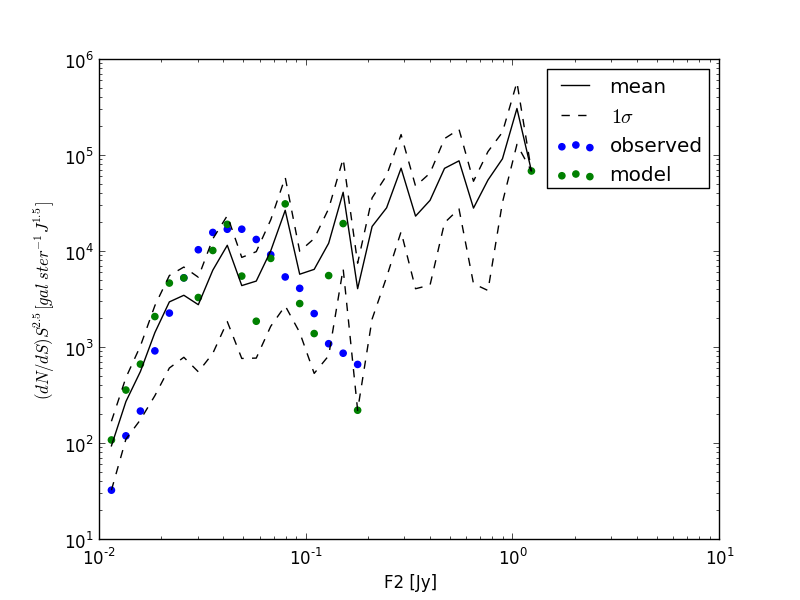 10^6
10^5
10^4
10^3
10^2
10^1
(dN/dS)S^{2.5} [gal ster^{-1} J^{1.5}]
mean
1σ
observed
model
10^{-2} 10^{-1} 10^0 10^1
F2 [Jy]